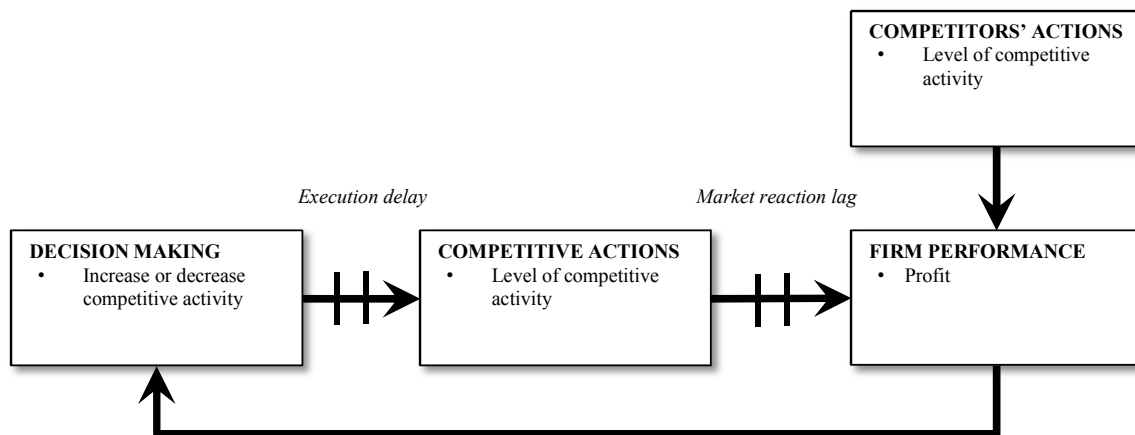 COMPETITORS’ ACTIONS
• Level of competitive
activity
Execution delay
Market reaction lag
DECISION MAKING
• Increase or decrease
competitive activity
COMPETITIVE ACTIONS
• Level of competitive
activity
FIRM PERFORMANCE
• Profit